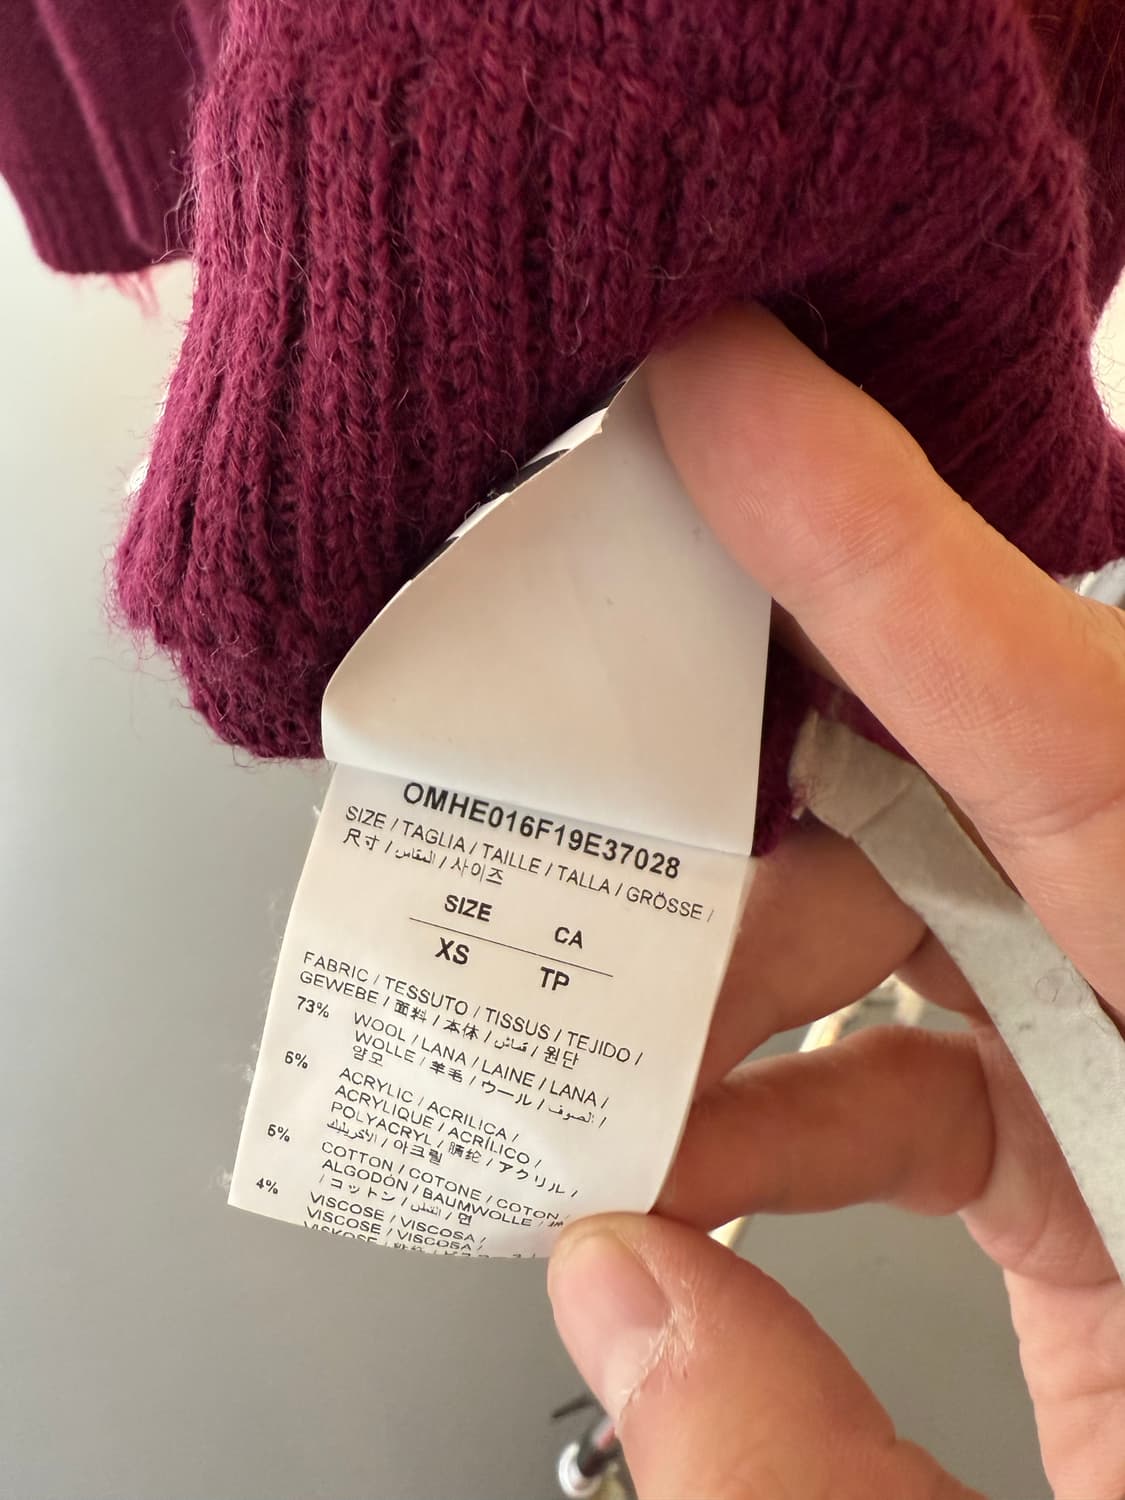 OMHE016F19E37028
SIZE / TAGLIA / TAILLE / TALLA / GRÖSSE /
尺寸 / المقاس / 사이즈
SIZE CA
XS TP
FABRIC / TESSUTO / TISSUS / TEJIDO /
GEWEBE / 面料 / 本体 / قماش / 원단
73% WOOL / LANA / LAINE / LANA /
WOLLE / 羊毛 / ウール / الصوف /
양모
6% ACRYLIC / ACRILICA /
ACRYLIQUE / ACRÍLICO /
POLYACRYL / 腈纶 / アクリル /
الأكريليك / 아크릴
6% COTTON / COTONE / COTON /
ALGODÓN / BAUMWOLLE /
/ コットン / القطن / 면
4% VISCOSE / VISCOSA /
VISCOSE / VISCOSA /
VISKOSE /